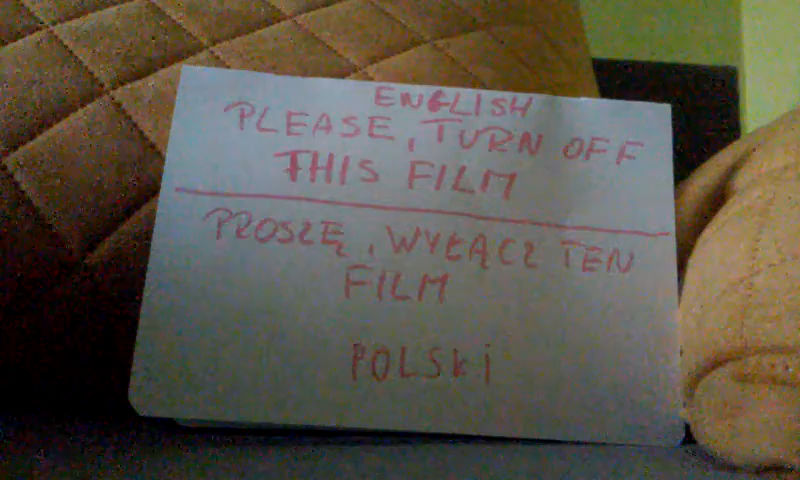 ENGLISH
PLEASE, TURN OFF
THIS FILM
PROSZĘ, WYŁĄCZ TEN
FILM
POLSKi